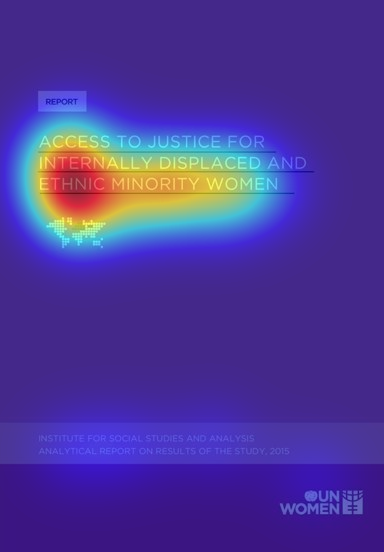 REPORT
ACCESS TO JUSTICE FOR
INTERNALLY DISPLACED AND
ETHNIC MINORITY WOMEN
INSTITUTE FOR SOCIAL STUDIES AND ANALYSIS
ANALYTICAL REPORT ON RESULTS OF THE STUDY, 2015
UN
WOMEN